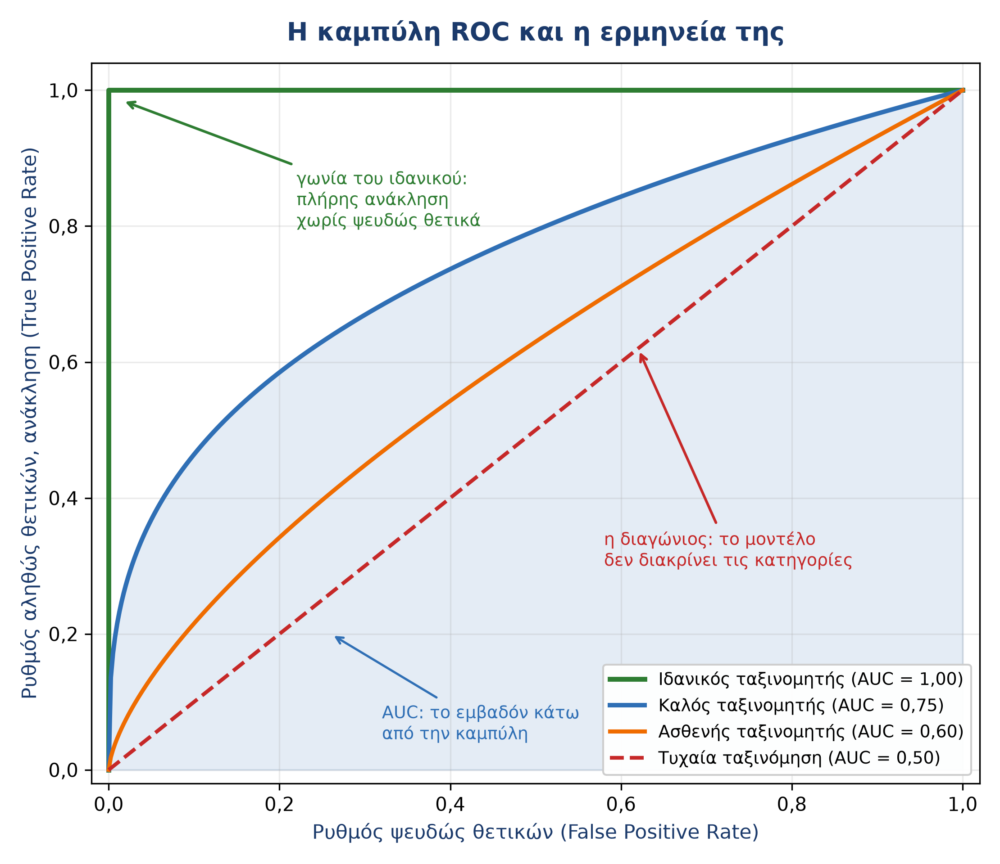 Η καμπύλη ROC και η ερμηνεία της
Ρυθμός αληθώς θετικών, ανάκληση (True Positive Rate)
1,0
0,8
0,6
0,4
0,2
0,0
γωνία του ιδανικού:
πλήρης ανάκληση
χωρίς ψευδώς θετικά
η διαγώνιος: το μοντέλο
δεν διακρίνει τις κατηγορίες
AUC: το εμβαδόν κάτω
από την καμπύλη
Ιδανικός ταξινομητής (AUC = 1,00)
Καλός ταξινομητής (AUC = 0,75)
Ασθενής ταξινομητής (AUC = 0,60)
Τυχαία ταξινόμηση (AUC = 0,50)
0,0 0,2 0,4 0,6 0,8 1,0
Ρυθμός ψευδώς θετικών (False Positive Rate)